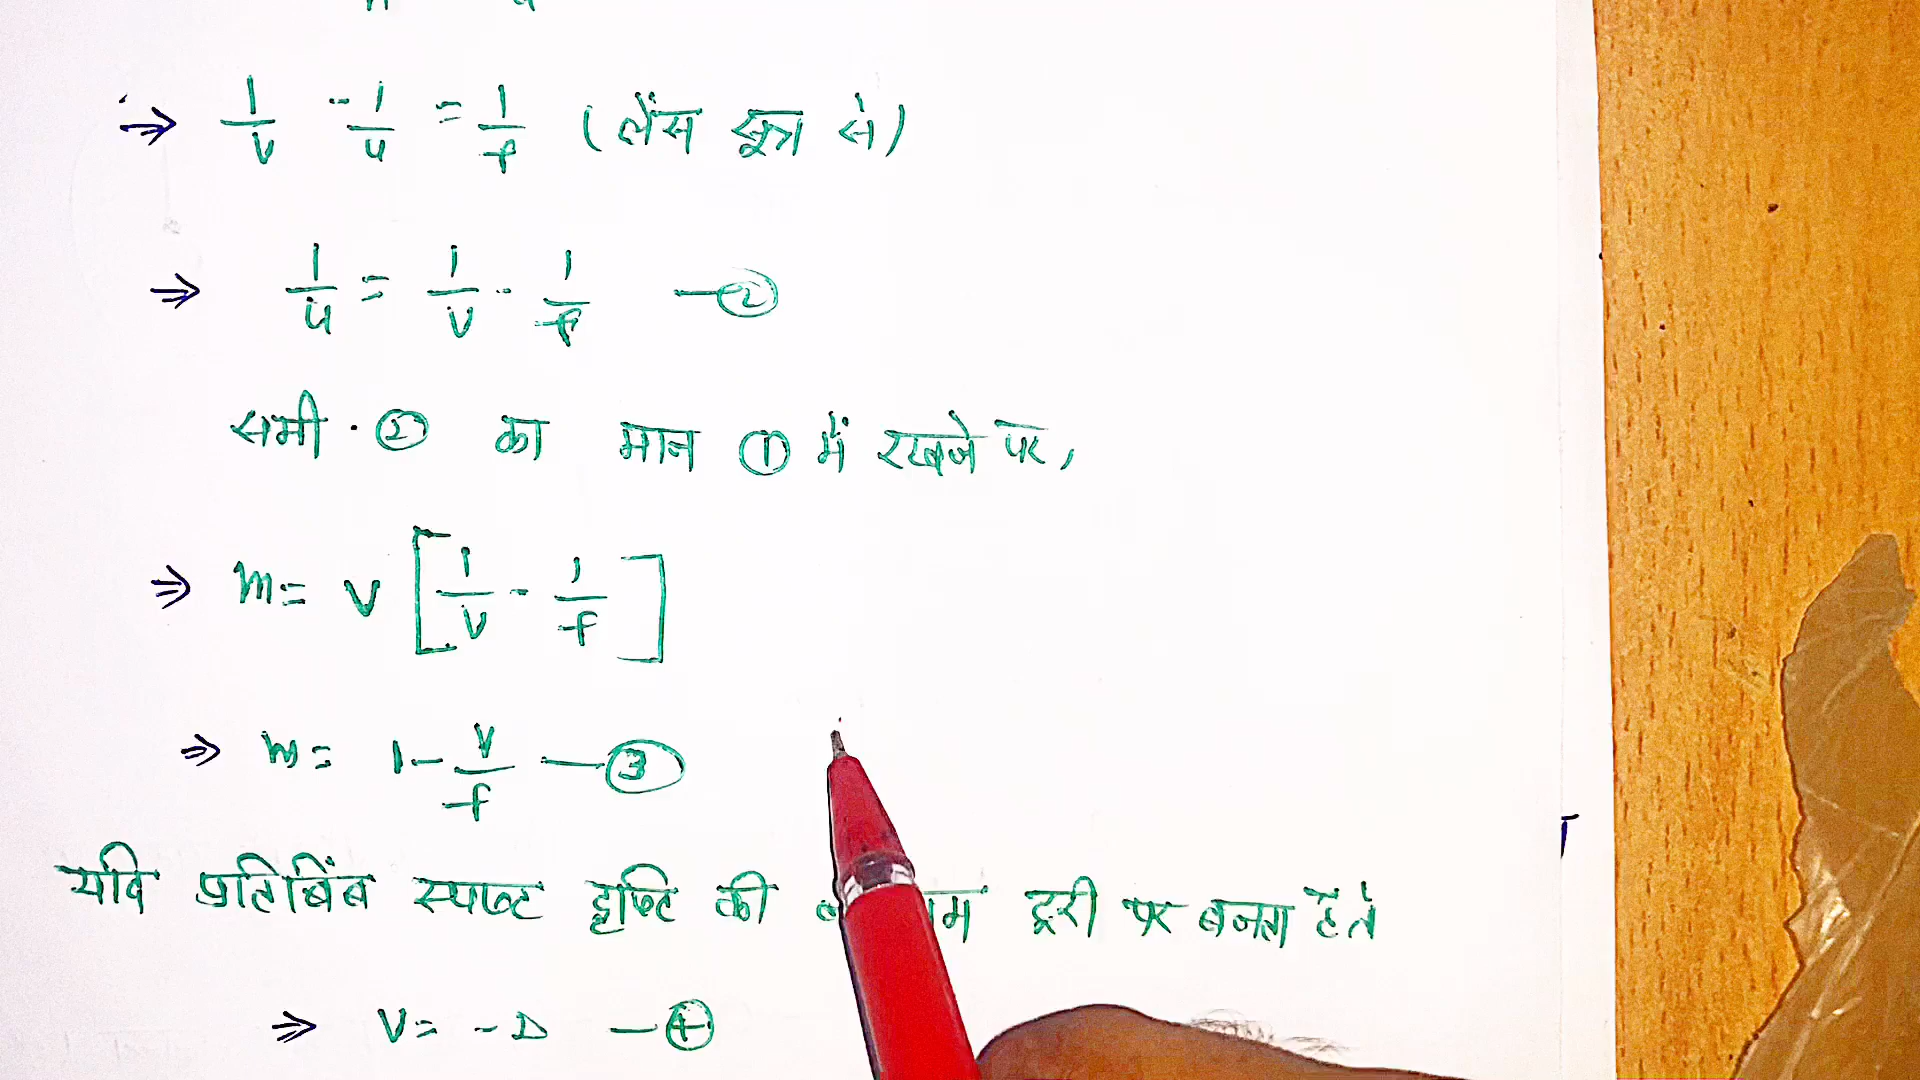 ⇒ 1/v - 1/u = 1/f (लेंस सूत्र से)
⇒ 1/u = 1/v - 1/f —②
समी. ② का मान ① में रखने पर,
⇒ m = v [1/v - 1/f]
⇒ m = 1 - v/f —③
यदि प्रतिबिंब स्पष्ट दृष्टि की दूरी पर बनता है तो
⇒ v = -D —④